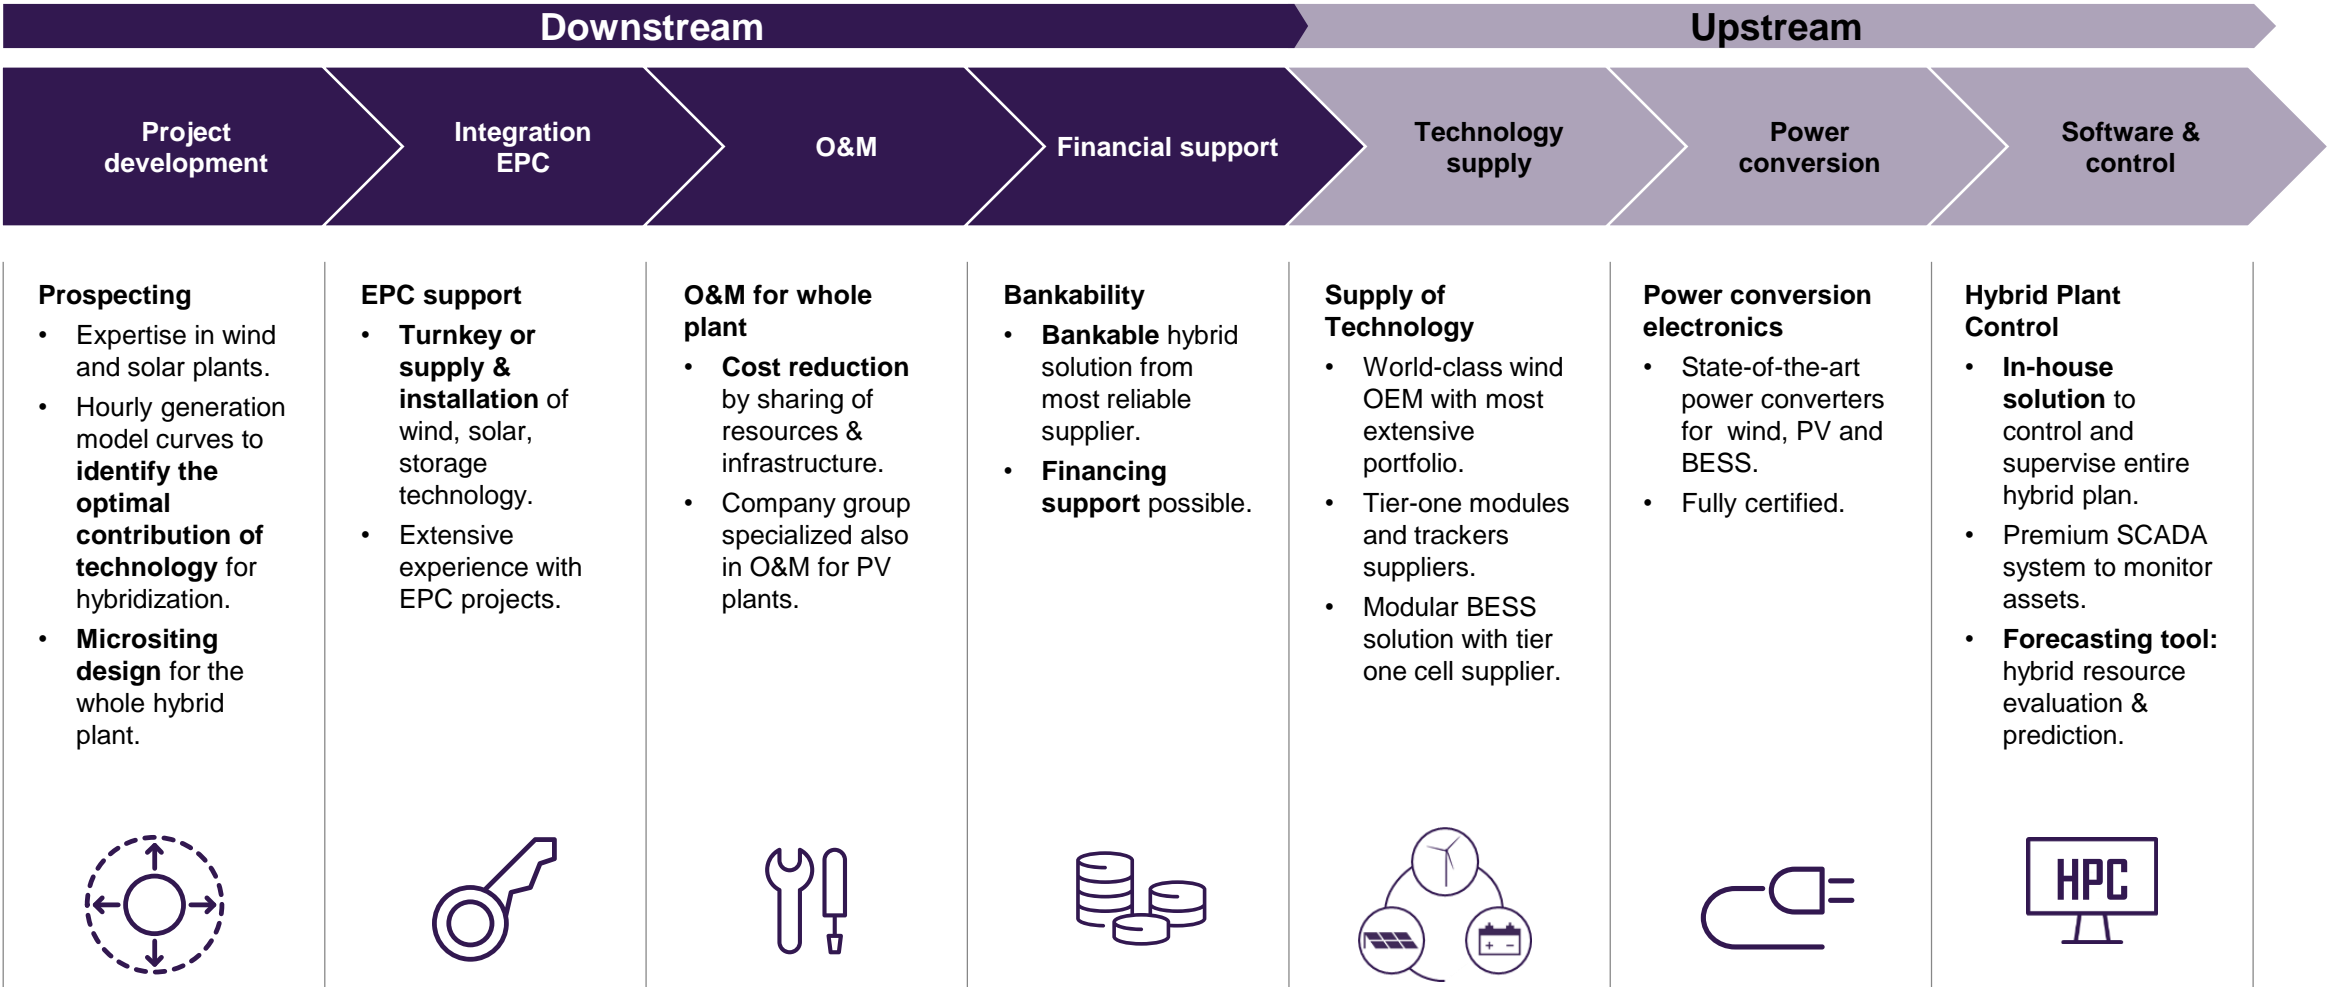 Downstream
Upstream
Project
development
Integration
EPC
O&M
Financial support
Technology
supply
Power
conversion
Software &
control
Prospecting
• Expertise in wind
and solar plants.
• Hourly generation
model curves to
identify the
optimal
contribution of
technology for
hybridization.
• Micrositing
design for the
whole hybrid
plant.
EPC support
• Turnkey or
supply &
installation of
wind, solar,
storage
technology.
• Extensive
experience with
EPC projects.
O&M for whole
plant
• Cost reduction
by sharing of
resources &
infrastructure.
• Company group
specialized also
in O&M for PV
plants.
Bankability
• Bankable hybrid
solution from
most reliable
supplier.
• Financing
support possible.
Supply of
Technology
• World-class wind
OEM with most
extensive
portfolio.
• Tier-one modules
and trackers
suppliers.
• Modular BESS
solution with tier
one cell supplier.
Power conversion
electronics
• State-of-the-art
power converters
for wind, PV and
BESS.
• Fully certified.
Hybrid Plant
Control
• In-house
solution to
control and
supervise entire
hybrid plan.
• Premium SCADA
system to monitor
assets.
• Forecasting tool:
hybrid resource
evaluation &
prediction.
HPC